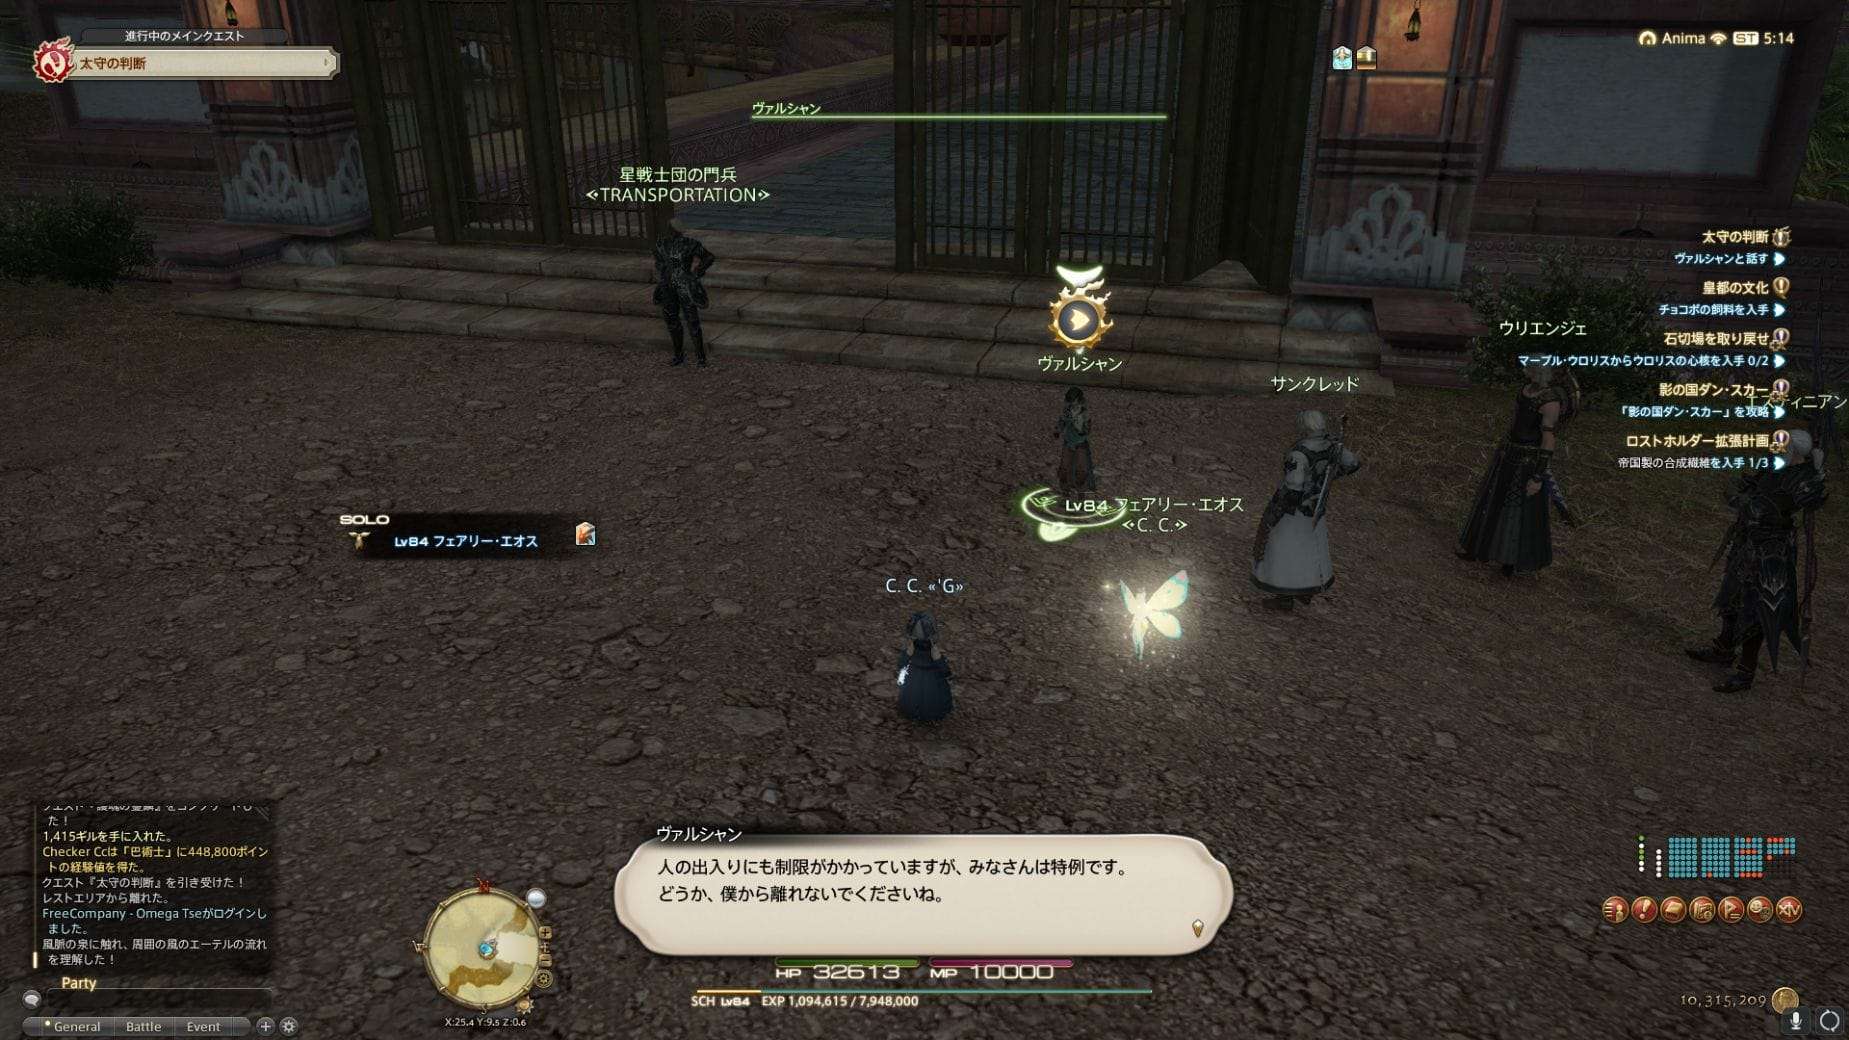 進行中のメインクエスト
太守の判断
Anima ST 5:14
ヴァルシャン
星戦士団の門兵
«TRANSPORTATION»
太守の判断
ヴァルシャンと話す
皇都の文化
チョコボの飼料を入手
石切場を取り戻せ
マーブル・ウロリスからウロリスの心核を入手 0/2
影の国ダン・スカー
「影の国ダン・スカー」を攻略
ロストホルダー拡張計画
帝国製の合成繊維を入手 1/3
ウリエンジェ
ヴァルシャン
サンクレッド
Lv84 フェアリー・エオス
«C. C.»
SOLO
Lv84 フェアリー・エオス
C. C. «'G»
た！
1,415ギルを手に入れた。
Checker Ccは「巴術士」に448,800ポイン
トの経験値を得た。
クエスト『太守の判断』を引き受けた！
レストエリアから離れた。
FreeCompany - Omega Tseがログインし
ました。
風脈の泉に触れ、周囲の風のエーテルの流れ
を理解した！
Party
General Battle Event
X:25.4 Y:9.5 Z:0.6
ヴァルシャン
人の出入りにも制限がかかっていますが、みなさんは特例です。
どうか、僕から離れないでくださいね。
HP 32613 MP 10000
SCH Lv84 EXP 1,094,615 / 7,948,000
XIV
10,315,209